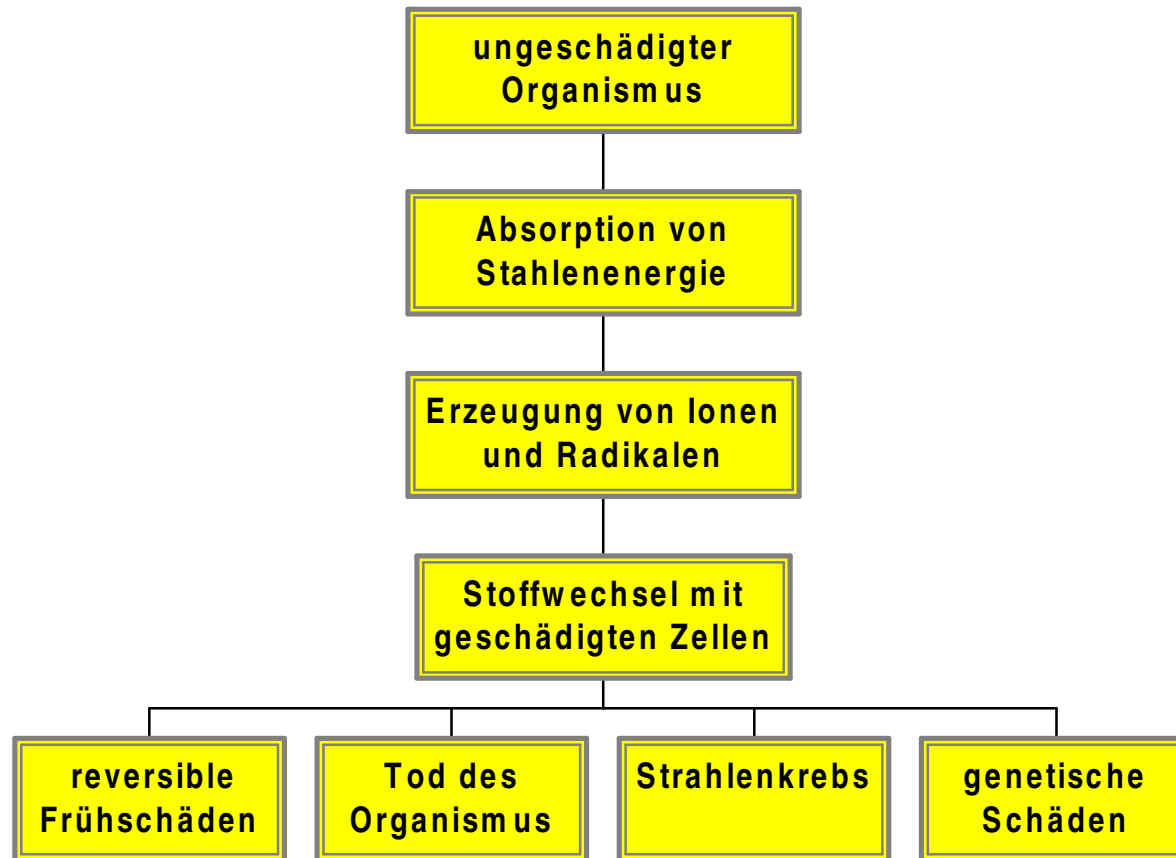 ungeschädigter
Organismus
Absorption von
Stahlenenergie
Erzeugung von Ionen
und Radikalen
Stoffwechsel mit
geschädigten Zellen
reversible
Frühschäden
Tod des
Organismus
Strahlenkrebs
genetische
Schäden